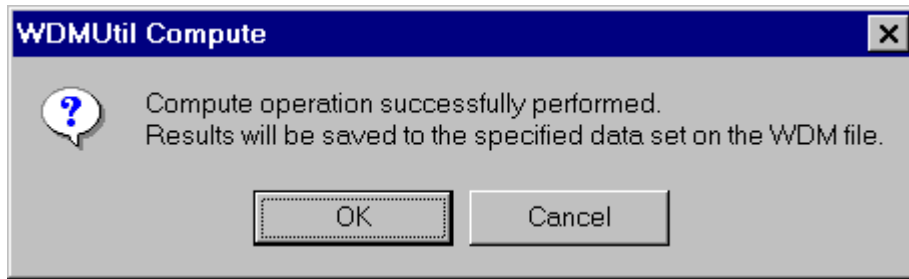 WDMUtil Compute
Compute operation successfully performed.
Results will be saved to the specified data set on the WDM file.
OK
Cancel